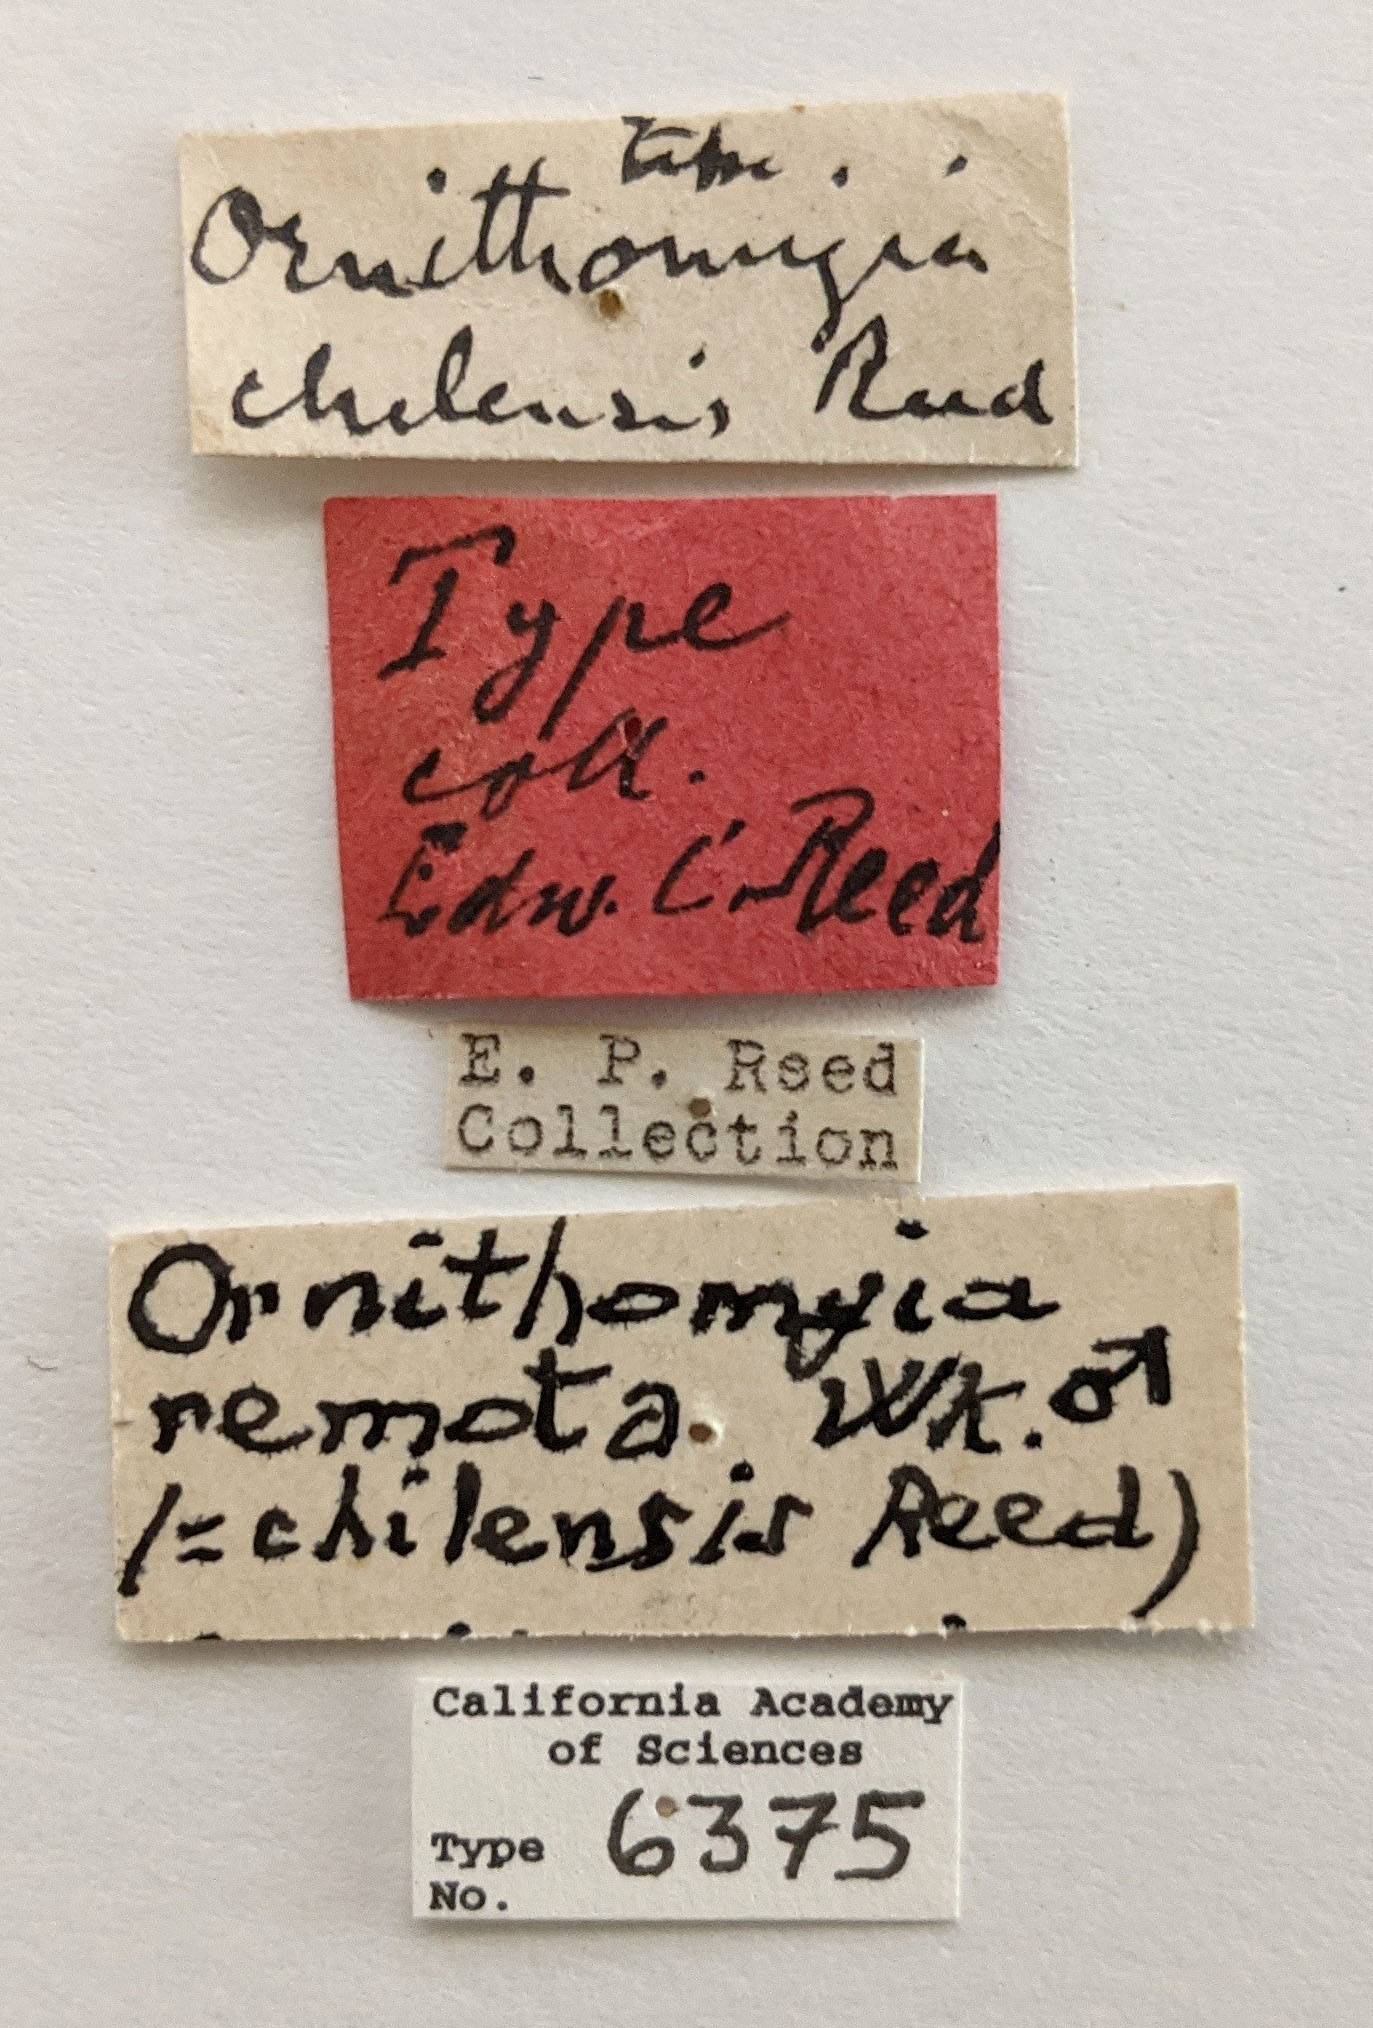 Type.
Ornithomyia
chilensis Reed
Type
coll.
Edw. C. Reed
E. P. Reed
Collection
Ornithomyia
remota Wk. ♂
(=chilensis Reed)
California Academy
of Sciences
Type 6375
No.